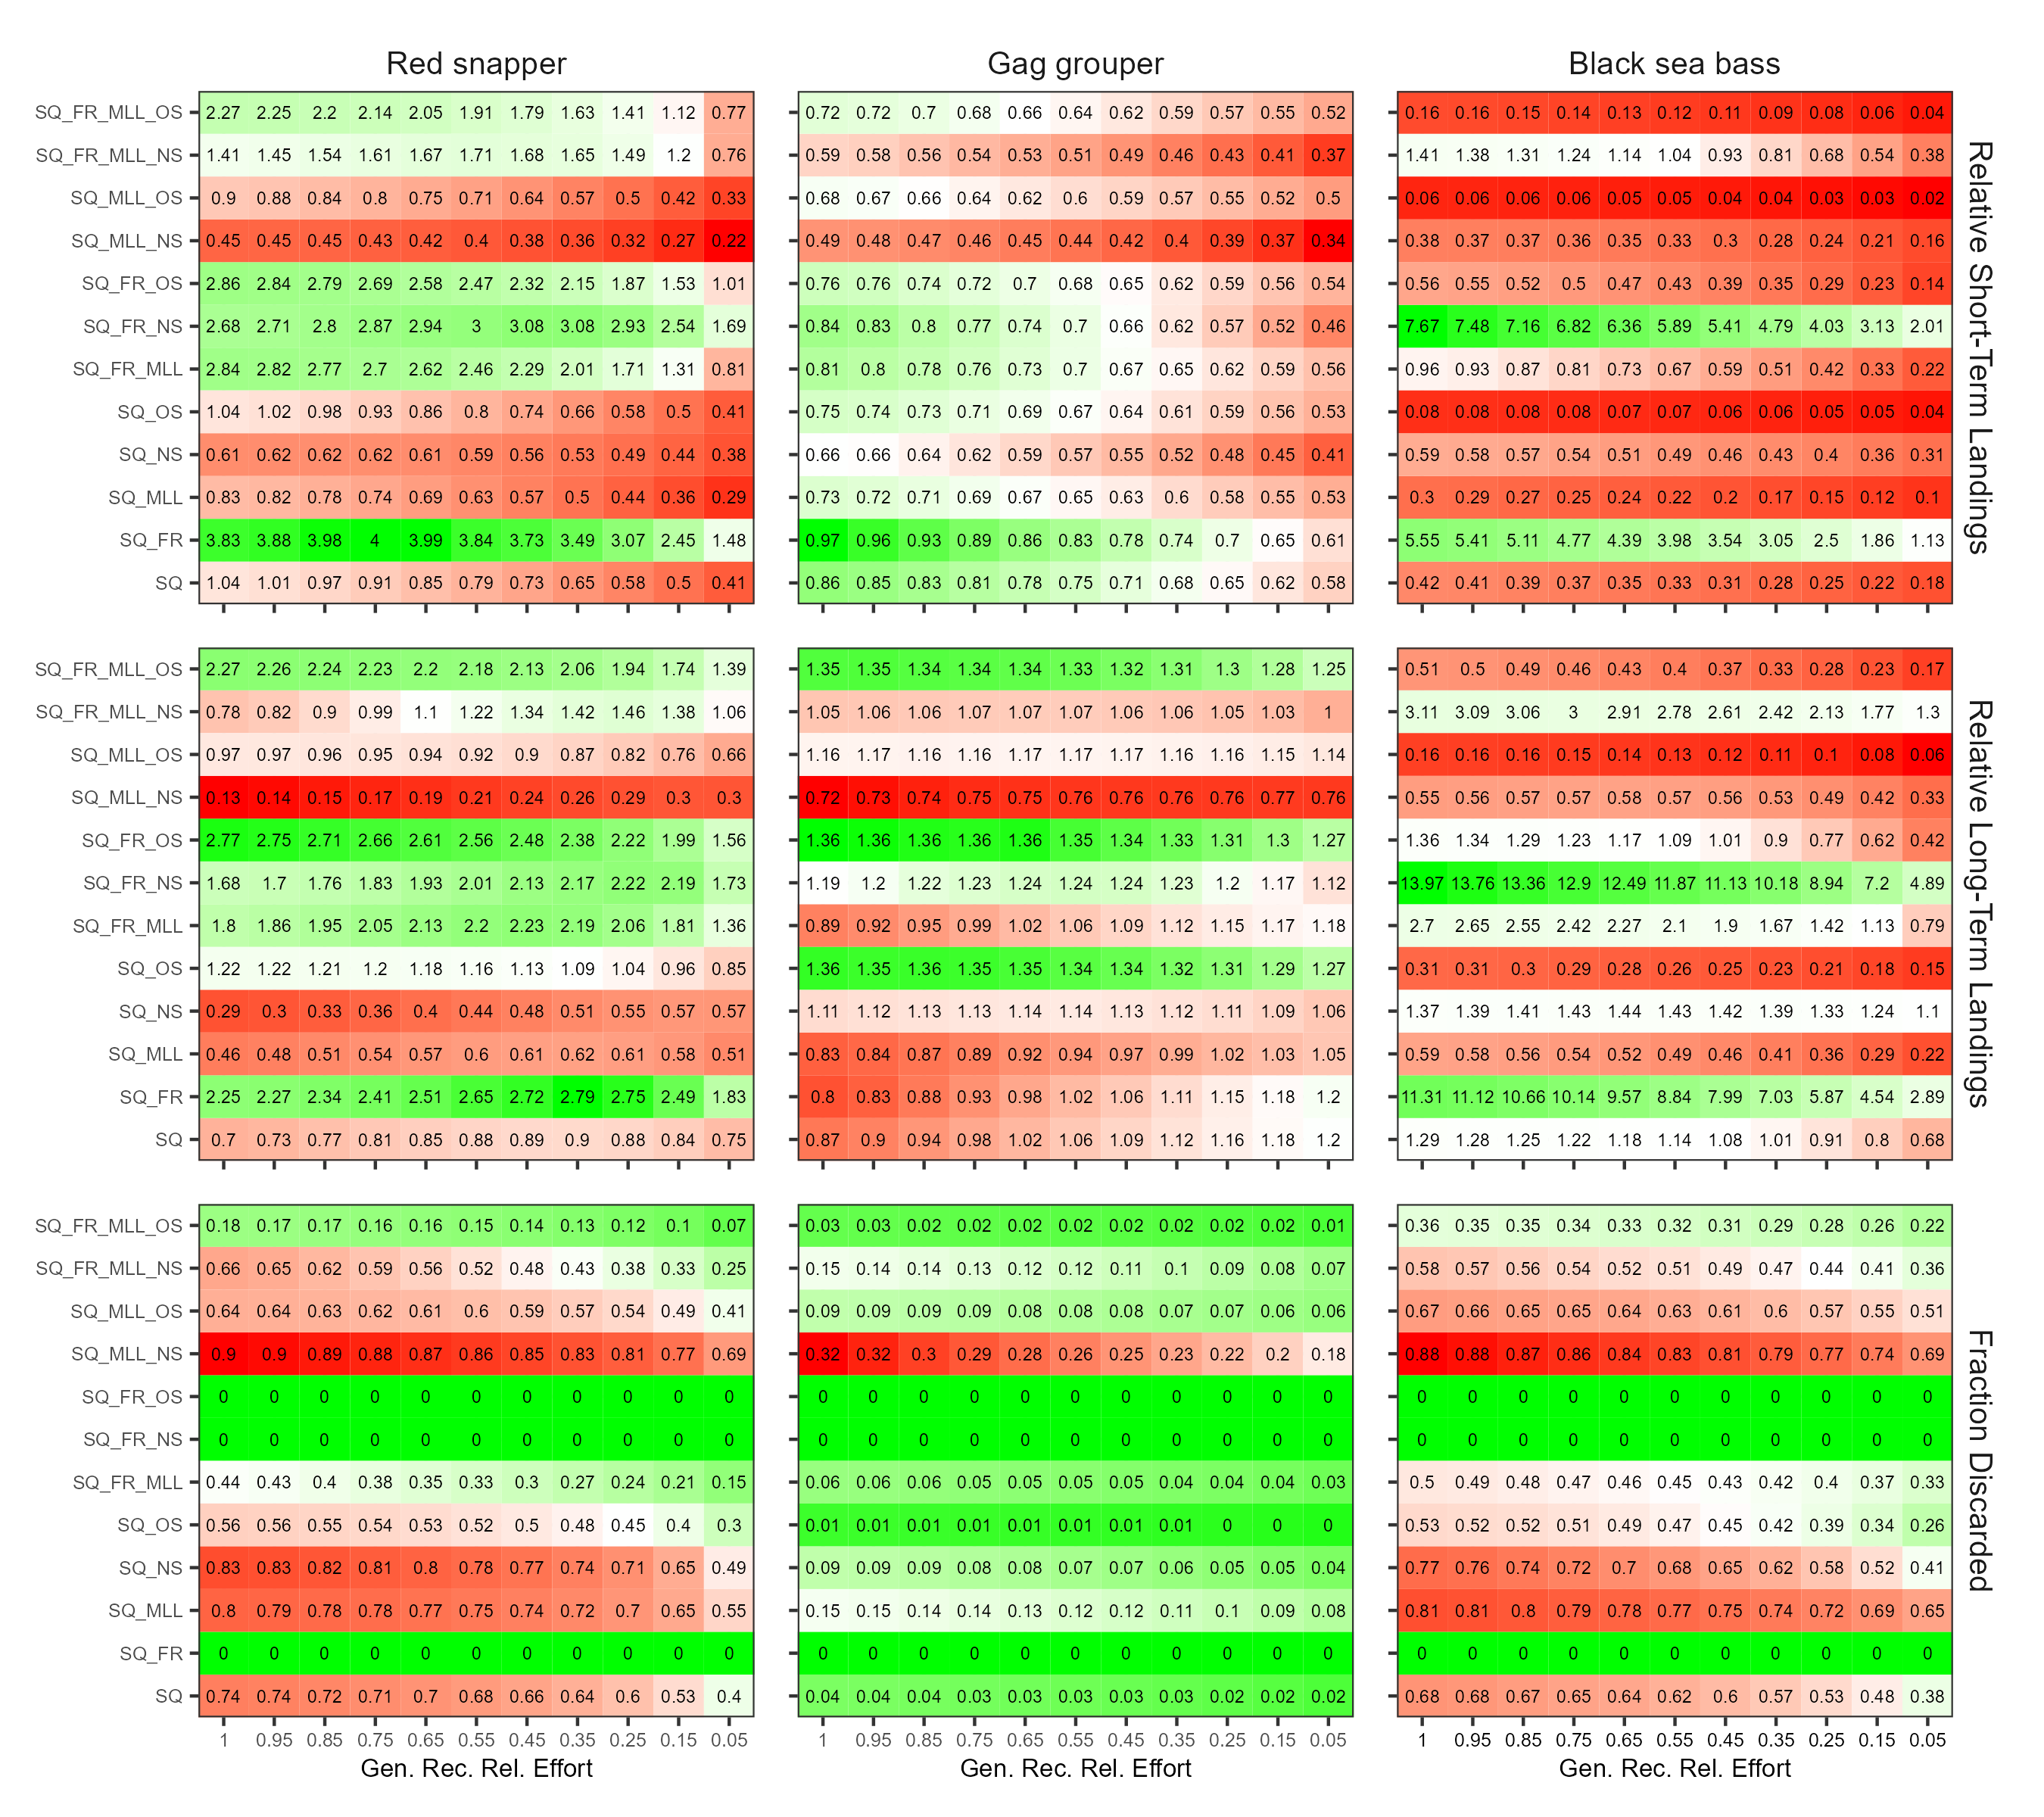 Red snapper Gag grouper Black sea bass
SQ_FR_MLL_OS 2.27 2.25 2.2 2.14 2.05 1.91 1.79 1.63 1.41 1.12 0.77 0.72 0.72 0.7 0.68 0.66 0.64 0.62 0.59 0.57 0.55 0.52 0.16 0.16 0.15 0.14 0.13 0.12 0.11 0.09 0.08 0.06 0.04
SQ_FR_MLL_NS 1.41 1.45 1.54 1.61 1.67 1.71 1.68 1.65 1.49 1.2 0.76 0.59 0.58 0.56 0.54 0.53 0.51 0.49 0.46 0.43 0.41 0.37 1.41 1.38 1.31 1.24 1.14 1.04 0.93 0.81 0.68 0.54 0.38
SQ_MLL_OS 0.9 0.88 0.84 0.8 0.75 0.71 0.64 0.57 0.5 0.42 0.33 0.68 0.67 0.66 0.64 0.62 0.6 0.59 0.57 0.55 0.52 0.5 0.06 0.06 0.06 0.06 0.05 0.05 0.04 0.04 0.03 0.03 0.02
SQ_MLL_NS 0.45 0.45 0.45 0.43 0.42 0.4 0.38 0.36 0.32 0.27 0.22 0.49 0.48 0.47 0.46 0.45 0.44 0.42 0.4 0.39 0.37 0.34 0.38 0.37 0.37 0.36 0.35 0.33 0.3 0.28 0.24 0.21 0.16
SQ_FR_OS 2.86 2.84 2.79 2.69 2.58 2.47 2.32 2.15 1.87 1.53 1.01 0.76 0.76 0.74 0.72 0.7 0.68 0.65 0.62 0.59 0.56 0.54 0.56 0.55 0.52 0.5 0.47 0.43 0.39 0.35 0.29 0.23 0.14
SQ_FR_NS 2.68 2.71 2.8 2.87 2.94 3 3.08 3.08 2.93 2.54 1.69 0.84 0.83 0.8 0.77 0.74 0.7 0.66 0.62 0.57 0.52 0.46 7.67 7.48 7.16 6.82 6.36 5.89 5.41 4.79 4.03 3.13 2.01
SQ_FR_MLL 2.84 2.82 2.77 2.7 2.62 2.46 2.29 2.01 1.71 1.31 0.81 0.81 0.8 0.78 0.76 0.73 0.7 0.67 0.65 0.62 0.59 0.56 0.96 0.93 0.87 0.81 0.73 0.67 0.59 0.51 0.42 0.33 0.22
SQ_OS 1.04 1.02 0.98 0.93 0.86 0.8 0.74 0.66 0.58 0.5 0.41 0.75 0.74 0.73 0.71 0.69 0.67 0.64 0.61 0.59 0.56 0.53 0.08 0.08 0.08 0.08 0.07 0.07 0.06 0.06 0.05 0.05 0.04
SQ_NS 0.61 0.62 0.62 0.62 0.61 0.59 0.56 0.53 0.49 0.44 0.38 0.66 0.66 0.64 0.62 0.59 0.57 0.55 0.52 0.48 0.45 0.41 0.59 0.58 0.57 0.54 0.51 0.49 0.46 0.43 0.4 0.36 0.31
SQ_MLL 0.83 0.82 0.78 0.74 0.69 0.63 0.57 0.5 0.44 0.36 0.29 0.73 0.72 0.71 0.69 0.67 0.65 0.63 0.6 0.58 0.55 0.53 0.3 0.29 0.27 0.25 0.24 0.22 0.2 0.17 0.15 0.12 0.1
SQ_FR 3.83 3.88 3.98 4 3.99 3.84 3.73 3.49 3.07 2.45 1.48 0.97 0.96 0.93 0.89 0.86 0.83 0.78 0.74 0.7 0.65 0.61 5.55 5.41 5.11 4.77 4.39 3.98 3.54 3.05 2.5 1.86 1.13
SQ 1.04 1.01 0.97 0.91 0.85 0.79 0.73 0.65 0.58 0.5 0.41 0.86 0.85 0.83 0.81 0.78 0.75 0.71 0.68 0.65 0.62 0.58 0.42 0.41 0.39 0.37 0.35 0.33 0.31 0.28 0.25 0.22 0.18
Relative Short-Term Landings
SQ_FR_MLL_OS 2.27 2.26 2.24 2.23 2.2 2.18 2.13 2.06 1.94 1.74 1.39 1.35 1.35 1.34 1.34 1.34 1.33 1.32 1.31 1.3 1.28 1.25 0.51 0.5 0.49 0.46 0.43 0.4 0.37 0.33 0.28 0.23 0.17
SQ_FR_MLL_NS 0.78 0.82 0.9 0.99 1.1 1.22 1.34 1.42 1.46 1.38 1.06 1.05 1.06 1.06 1.07 1.07 1.07 1.06 1.06 1.05 1.03 1 3.11 3.09 3.06 3 2.91 2.78 2.61 2.42 2.13 1.77 1.3
SQ_MLL_OS 0.97 0.97 0.96 0.95 0.94 0.92 0.9 0.87 0.82 0.76 0.66 1.16 1.17 1.16 1.16 1.17 1.17 1.17 1.16 1.16 1.15 1.14 0.16 0.16 0.16 0.15 0.14 0.13 0.12 0.11 0.1 0.08 0.06
SQ_MLL_NS 0.13 0.14 0.15 0.17 0.19 0.21 0.24 0.26 0.29 0.3 0.3 0.72 0.73 0.74 0.75 0.75 0.76 0.76 0.76 0.76 0.77 0.76 0.55 0.56 0.57 0.57 0.58 0.57 0.56 0.53 0.49 0.42 0.33
SQ_FR_OS 2.77 2.75 2.71 2.66 2.61 2.56 2.48 2.38 2.22 1.99 1.56 1.36 1.36 1.36 1.36 1.36 1.35 1.34 1.33 1.31 1.3 1.27 1.36 1.34 1.29 1.23 1.17 1.09 1.01 0.9 0.77 0.62 0.42
SQ_FR_NS 1.68 1.7 1.76 1.83 1.93 2.01 2.13 2.17 2.22 2.19 1.73 1.19 1.2 1.22 1.23 1.24 1.24 1.24 1.23 1.2 1.17 1.12 13.97 13.76 13.36 12.9 12.49 11.87 11.13 10.18 8.94 7.2 4.89
SQ_FR_MLL 1.8 1.86 1.95 2.05 2.13 2.2 2.23 2.19 2.06 1.81 1.36 0.89 0.92 0.95 0.99 1.02 1.06 1.09 1.12 1.15 1.17 1.18 2.7 2.65 2.55 2.42 2.27 2.1 1.9 1.67 1.42 1.13 0.79
SQ_OS 1.22 1.22 1.21 1.2 1.18 1.16 1.13 1.09 1.04 0.96 0.85 1.36 1.35 1.36 1.35 1.35 1.34 1.34 1.32 1.31 1.29 1.27 0.31 0.31 0.3 0.29 0.28 0.26 0.25 0.23 0.21 0.18 0.15
SQ_NS 0.29 0.3 0.33 0.36 0.4 0.44 0.48 0.51 0.55 0.57 0.57 1.11 1.12 1.13 1.13 1.14 1.14 1.13 1.12 1.11 1.09 1.06 1.37 1.39 1.41 1.43 1.44 1.43 1.42 1.39 1.33 1.24 1.1
SQ_MLL 0.46 0.48 0.51 0.54 0.57 0.6 0.61 0.62 0.61 0.58 0.51 0.83 0.84 0.87 0.89 0.92 0.94 0.97 0.99 1.02 1.03 1.05 0.59 0.58 0.56 0.54 0.52 0.49 0.46 0.41 0.36 0.29 0.22
SQ_FR 2.25 2.27 2.34 2.41 2.51 2.65 2.72 2.79 2.75 2.49 1.83 0.8 0.83 0.88 0.93 0.98 1.02 1.06 1.11 1.15 1.18 1.2 11.31 11.12 10.66 10.14 9.57 8.84 7.99 7.03 5.87 4.54 2.89
SQ 0.7 0.73 0.77 0.81 0.85 0.88 0.89 0.9 0.88 0.84 0.75 0.87 0.9 0.94 0.98 1.02 1.06 1.09 1.12 1.16 1.18 1.2 1.29 1.28 1.25 1.22 1.18 1.14 1.08 1.01 0.91 0.8 0.68
Relative Long-Term Landings
SQ_FR_MLL_OS 0.18 0.17 0.17 0.16 0.16 0.15 0.14 0.13 0.12 0.1 0.07 0.03 0.03 0.02 0.02 0.02 0.02 0.02 0.02 0.02 0.02 0.01 0.36 0.35 0.35 0.34 0.33 0.32 0.31 0.29 0.28 0.26 0.22
SQ_FR_MLL_NS 0.66 0.65 0.62 0.59 0.56 0.52 0.48 0.43 0.38 0.33 0.25 0.15 0.14 0.14 0.13 0.12 0.12 0.11 0.1 0.09 0.08 0.07 0.58 0.57 0.56 0.54 0.52 0.51 0.49 0.47 0.44 0.41 0.36
SQ_MLL_OS 0.64 0.64 0.63 0.62 0.61 0.6 0.59 0.57 0.54 0.49 0.41 0.09 0.09 0.09 0.09 0.08 0.08 0.08 0.07 0.07 0.06 0.06 0.67 0.66 0.65 0.65 0.64 0.63 0.61 0.6 0.57 0.55 0.51
SQ_MLL_NS 0.9 0.9 0.89 0.88 0.87 0.86 0.85 0.83 0.81 0.77 0.69 0.32 0.32 0.3 0.29 0.28 0.26 0.25 0.23 0.22 0.2 0.18 0.88 0.88 0.87 0.86 0.84 0.83 0.81 0.79 0.77 0.74 0.69
SQ_FR_OS 0 0 0 0 0 0 0 0 0 0 0 0 0 0 0 0 0 0 0 0 0 0 0 0 0 0 0 0 0 0 0 0 0
SQ_FR_NS 0 0 0 0 0 0 0 0 0 0 0 0 0 0 0 0 0 0 0 0 0 0 0 0 0 0 0 0 0 0 0 0 0
SQ_FR_MLL 0.44 0.43 0.4 0.38 0.35 0.33 0.3 0.27 0.24 0.21 0.15 0.06 0.06 0.06 0.05 0.05 0.05 0.05 0.04 0.04 0.04 0.03 0.5 0.49 0.48 0.47 0.46 0.45 0.43 0.42 0.4 0.37 0.33
SQ_OS 0.56 0.56 0.55 0.54 0.53 0.52 0.5 0.48 0.45 0.4 0.3 0.01 0.01 0.01 0.01 0.01 0.01 0.01 0.01 0 0 0 0.53 0.52 0.52 0.51 0.49 0.47 0.45 0.42 0.39 0.34 0.26
SQ_NS 0.83 0.83 0.82 0.81 0.8 0.78 0.77 0.74 0.71 0.65 0.49 0.09 0.09 0.09 0.08 0.08 0.07 0.07 0.06 0.05 0.05 0.04 0.77 0.76 0.74 0.72 0.7 0.68 0.65 0.62 0.58 0.52 0.41
SQ_MLL 0.8 0.79 0.78 0.78 0.77 0.75 0.74 0.72 0.7 0.65 0.55 0.15 0.15 0.14 0.14 0.13 0.12 0.12 0.11 0.1 0.09 0.08 0.81 0.81 0.8 0.79 0.78 0.77 0.75 0.74 0.72 0.69 0.65
SQ_FR 0 0 0 0 0 0 0 0 0 0 0 0 0 0 0 0 0 0 0 0 0 0 0 0 0 0 0 0 0 0 0 0 0
SQ 0.74 0.74 0.72 0.71 0.7 0.68 0.66 0.64 0.6 0.53 0.4 0.04 0.04 0.04 0.03 0.03 0.03 0.03 0.03 0.02 0.02 0.02 0.68 0.68 0.67 0.65 0.64 0.62 0.6 0.57 0.53 0.48 0.38
Fraction Discarded
1 0.95 0.85 0.75 0.65 0.55 0.45 0.35 0.25 0.15 0.05 1 0.95 0.85 0.75 0.65 0.55 0.45 0.35 0.25 0.15 0.05 1 0.95 0.85 0.75 0.65 0.55 0.45 0.35 0.25 0.15 0.05
Gen. Rec. Rel. Effort Gen. Rec. Rel. Effort Gen. Rec. Rel. Effort